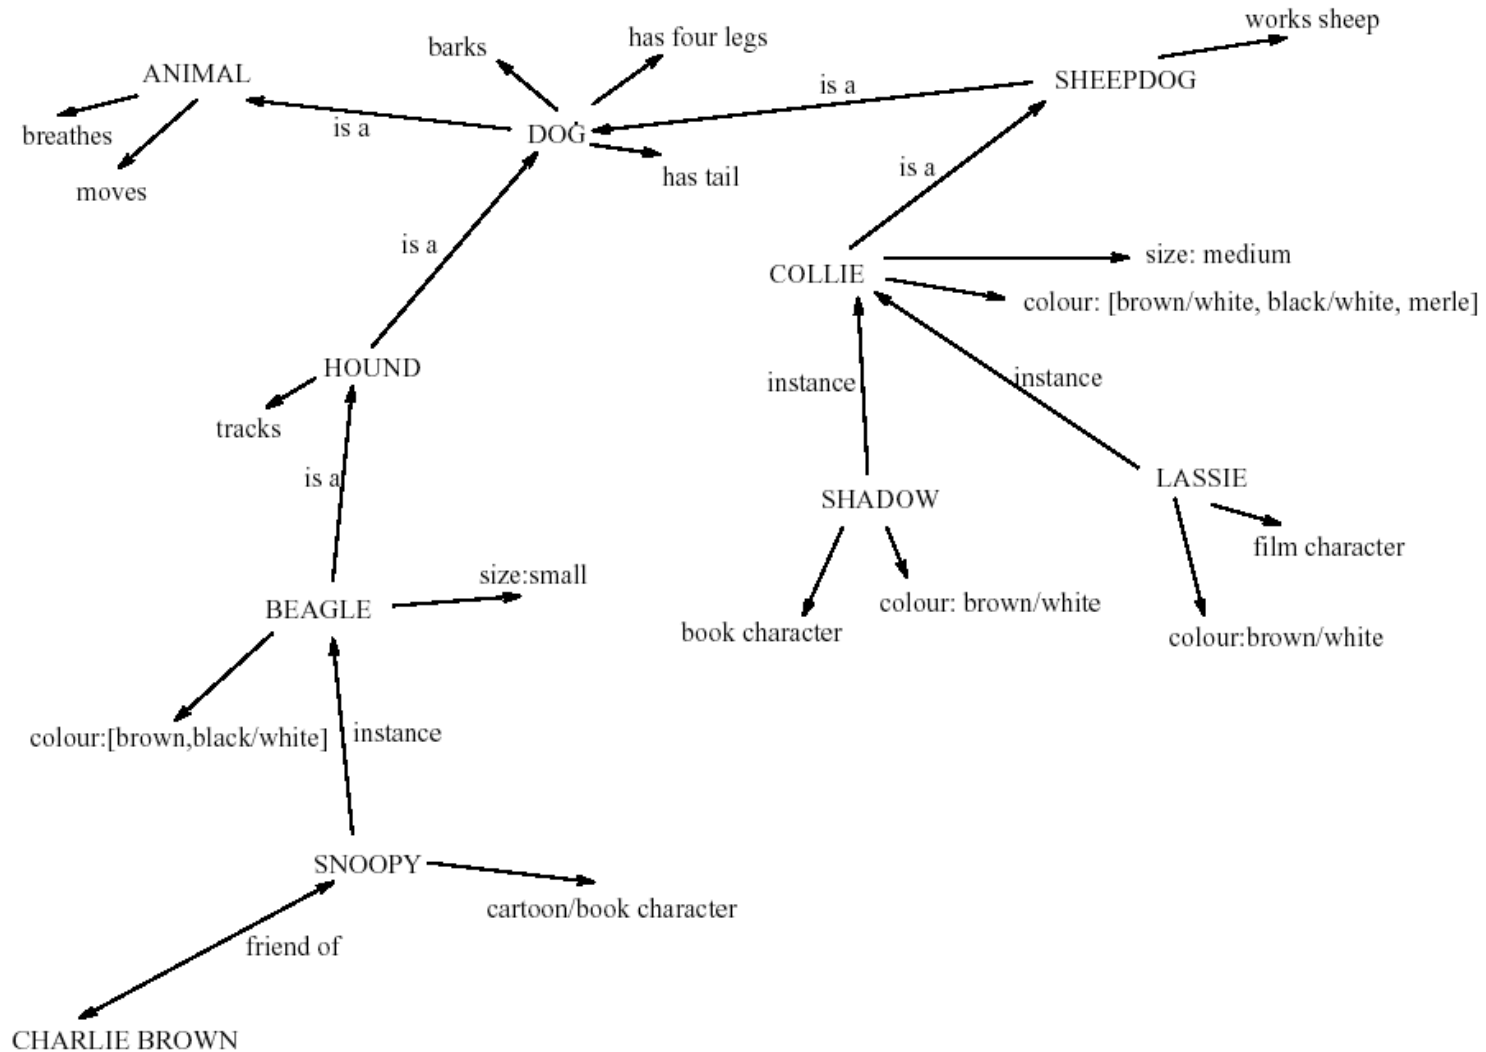 works sheep
barks
has four legs
ANIMAL
is a
SHEEPDOG
breathes
is a
DOG
moves
has tail
is a
is a
size: medium
COLLIE
colour: [brown/white, black/white, merle]
HOUND
instance
instance
tracks
is a
LASSIE
SHADOW
film character
size:small
BEAGLE
colour: brown/white
book character
colour:brown/white
colour:[brown,black/white]
instance
SNOOPY
cartoon/book character
friend of
CHARLIE BROWN